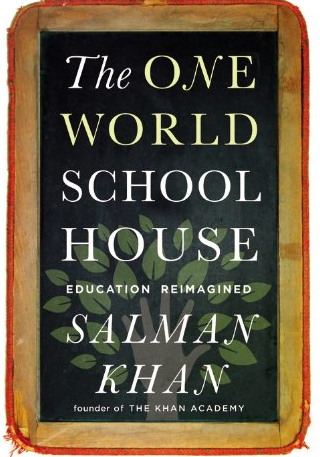 The ONE
WORLD
SCHOOL
HOUSE
EDUCATION REIMAGINED
SALMAN
KHAN
founder of THE KHAN ACADEMY